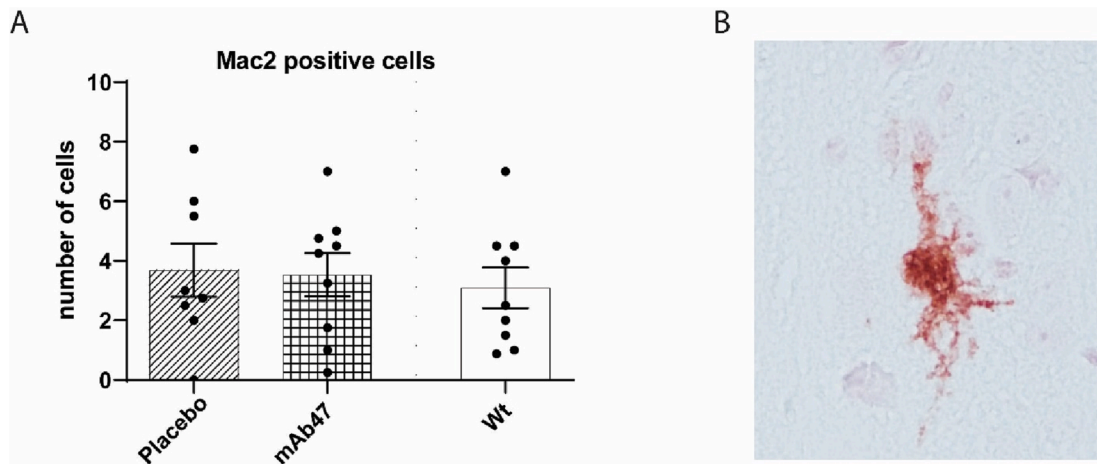 A
B
Mac2 positive cells
number of cells
10
8
6
4
2
0
Placebo
mAb47
Wt